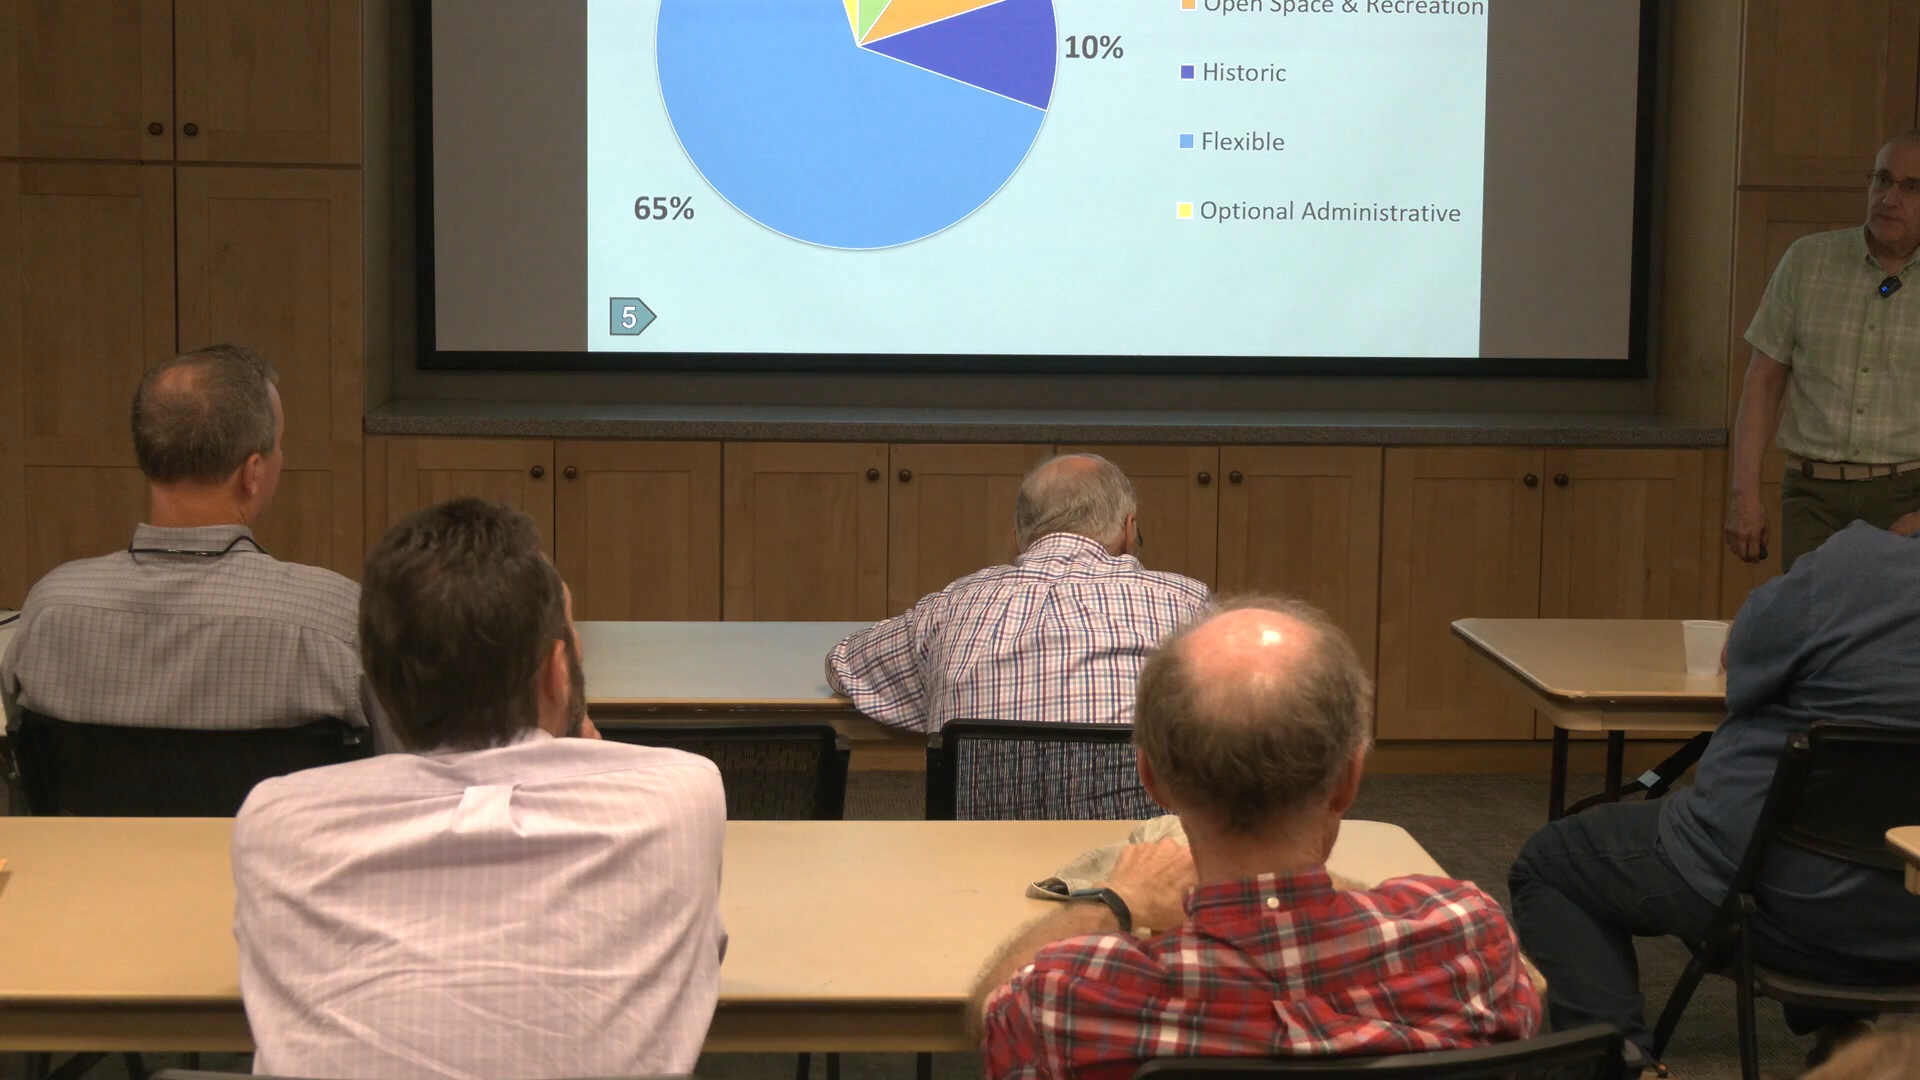 Open Space & Recreation
10%
Historic
Flexible
65%
Optional Administrative
5